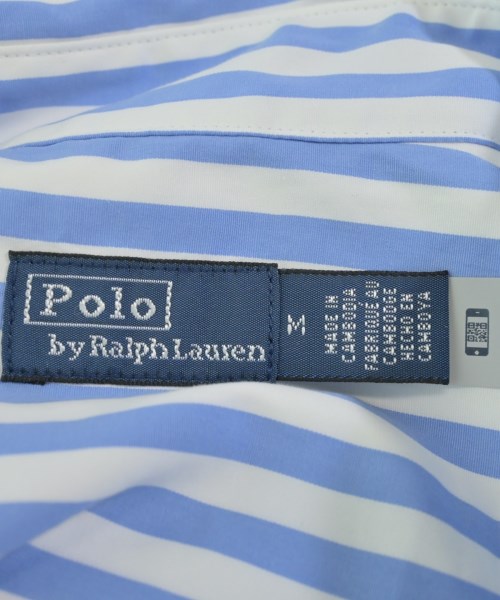 Polo
by Ralph Lauren
M
MADE IN
CAMBODIA
FABRIQUÉ AU
CAMBODGE
HECHO EN
CAMBOYA